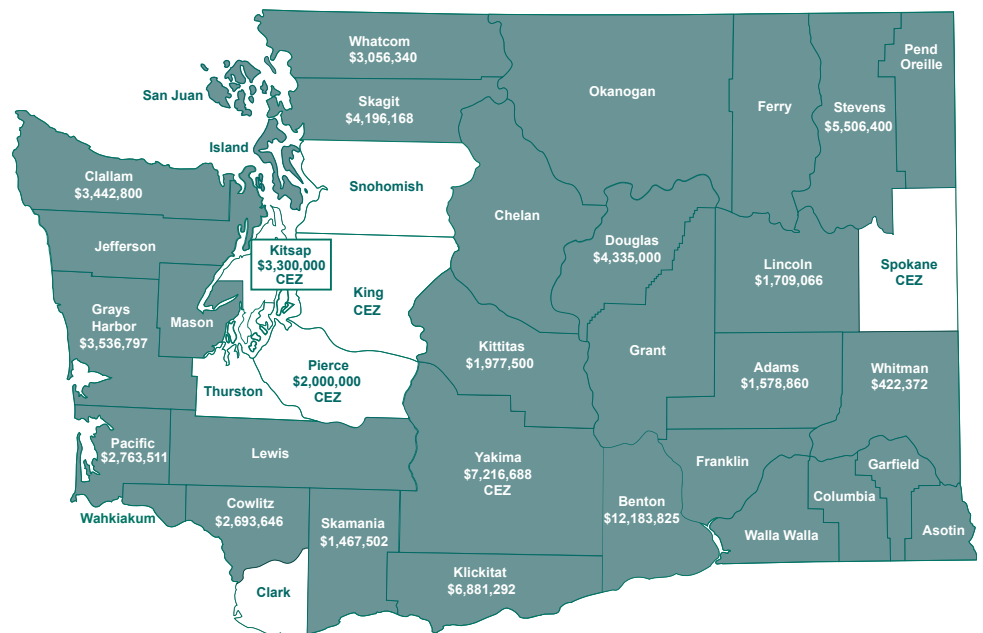 Whatcom
$3,056,340
Pend
Oreille
San Juan
Skagit
$4,196,168
Okanogan
Ferry
Stevens
$5,506,400
Island
Clallam
$3,442,800
Snohomish
Chelan
Jefferson
Kitsap
$3,300,000
CEZ
Douglas
$4,335,000
Lincoln
$1,709,066
Spokane
CEZ
King
CEZ
Grays
Harbor
$3,536,797
Mason
Kittitas
$1,977,500
Grant
Adams
$1,578,860
Whitman
$422,372
Pierce
$2,000,000
CEZ
Thurston
Pacific
$2,763,511
Lewis
Yakima
$7,216,688
CEZ
Franklin
Garfield
Columbia
Benton
$12,183,825
Wahkiakum
Cowlitz
$2,693,646
Skamania
$1,467,502
Walla Walla
Asotin
Klickitat
$6,881,292
Clark